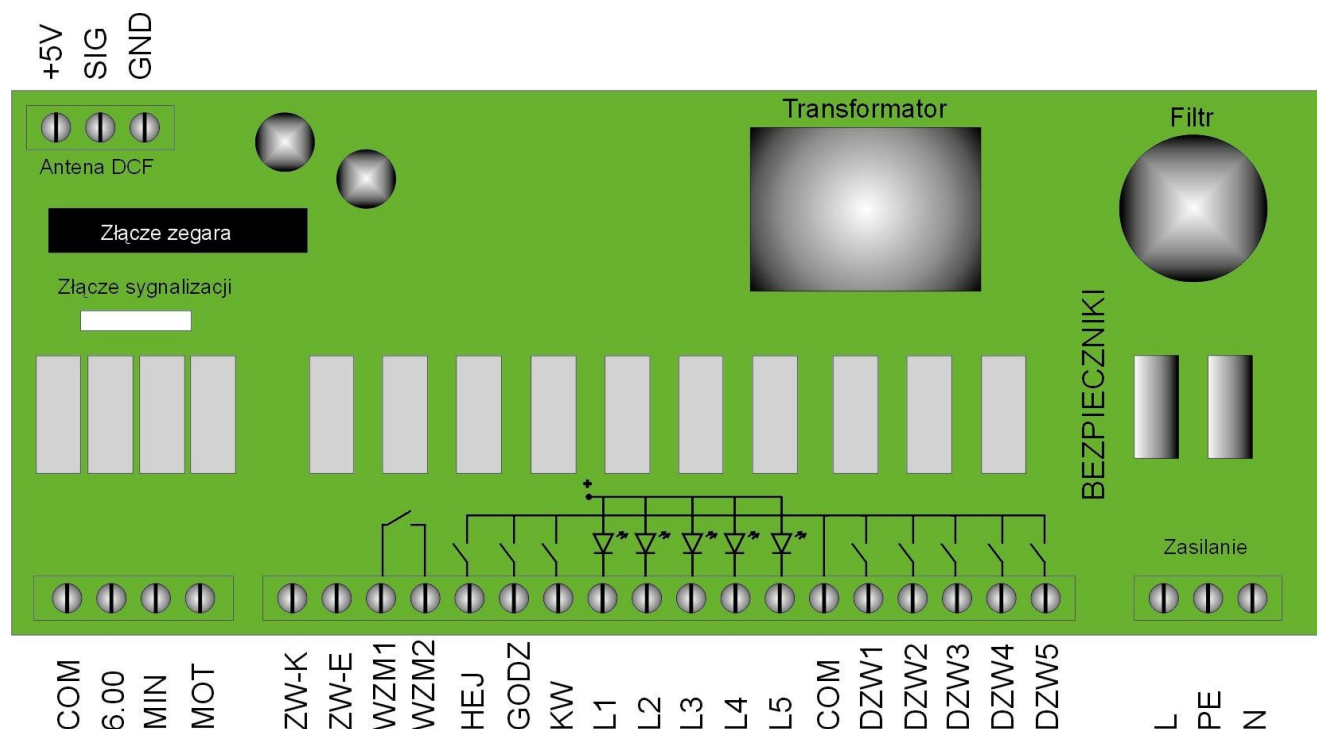 +5V
SIG
GND
Antena DCF
Transformator
Filtr
Złącze zegara
Złącze sygnalizacji
BEZPIECZNIKI
+
Zasilanie
COM
6.00
MIN
MOT
ZW-K
ZW-E
WZM1
WZM2
HEJ
GODZ
KW
L1
L2
L3
L4
L5
COM
DZW1
DZW2
DZW3
DZW4
DZW5
L
PE
N